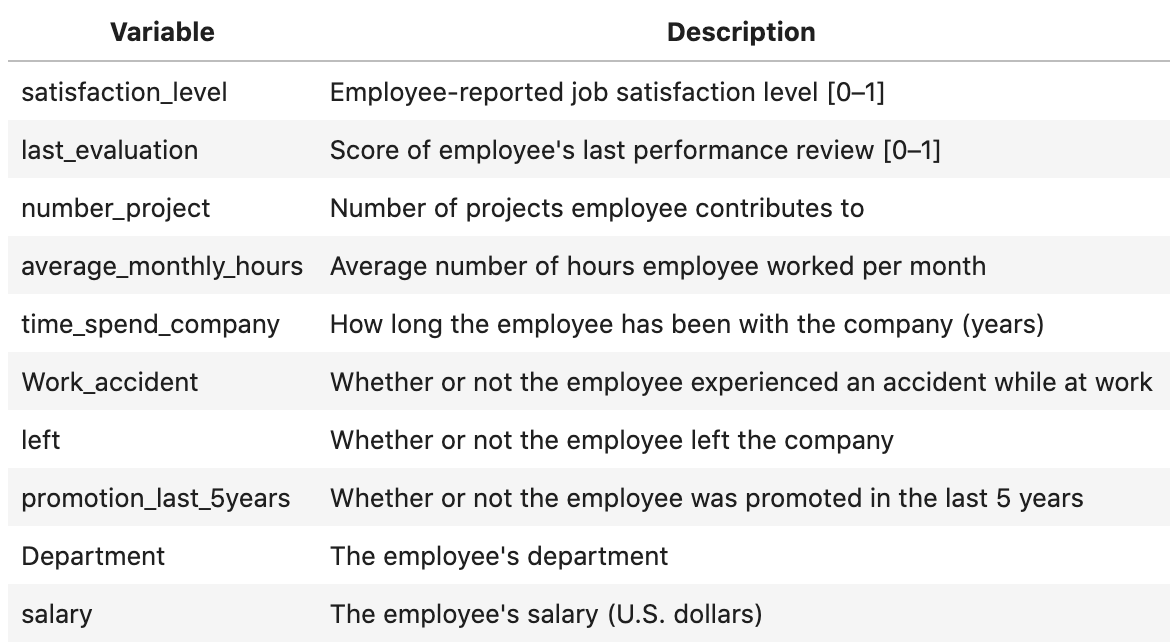 Variable Description
satisfaction_level Employee-reported job satisfaction level [0–1]
last_evaluation Score of employee's last performance review [0–1]
number_project Number of projects employee contributes to
average_monthly_hours Average number of hours employee worked per month
time_spend_company How long the employee has been with the company (years)
Work_accident Whether or not the employee experienced an accident while at work
left Whether or not the employee left the company
promotion_last_5years Whether or not the employee was promoted in the last 5 years
Department The employee's department
salary The employee's salary (U.S. dollars)